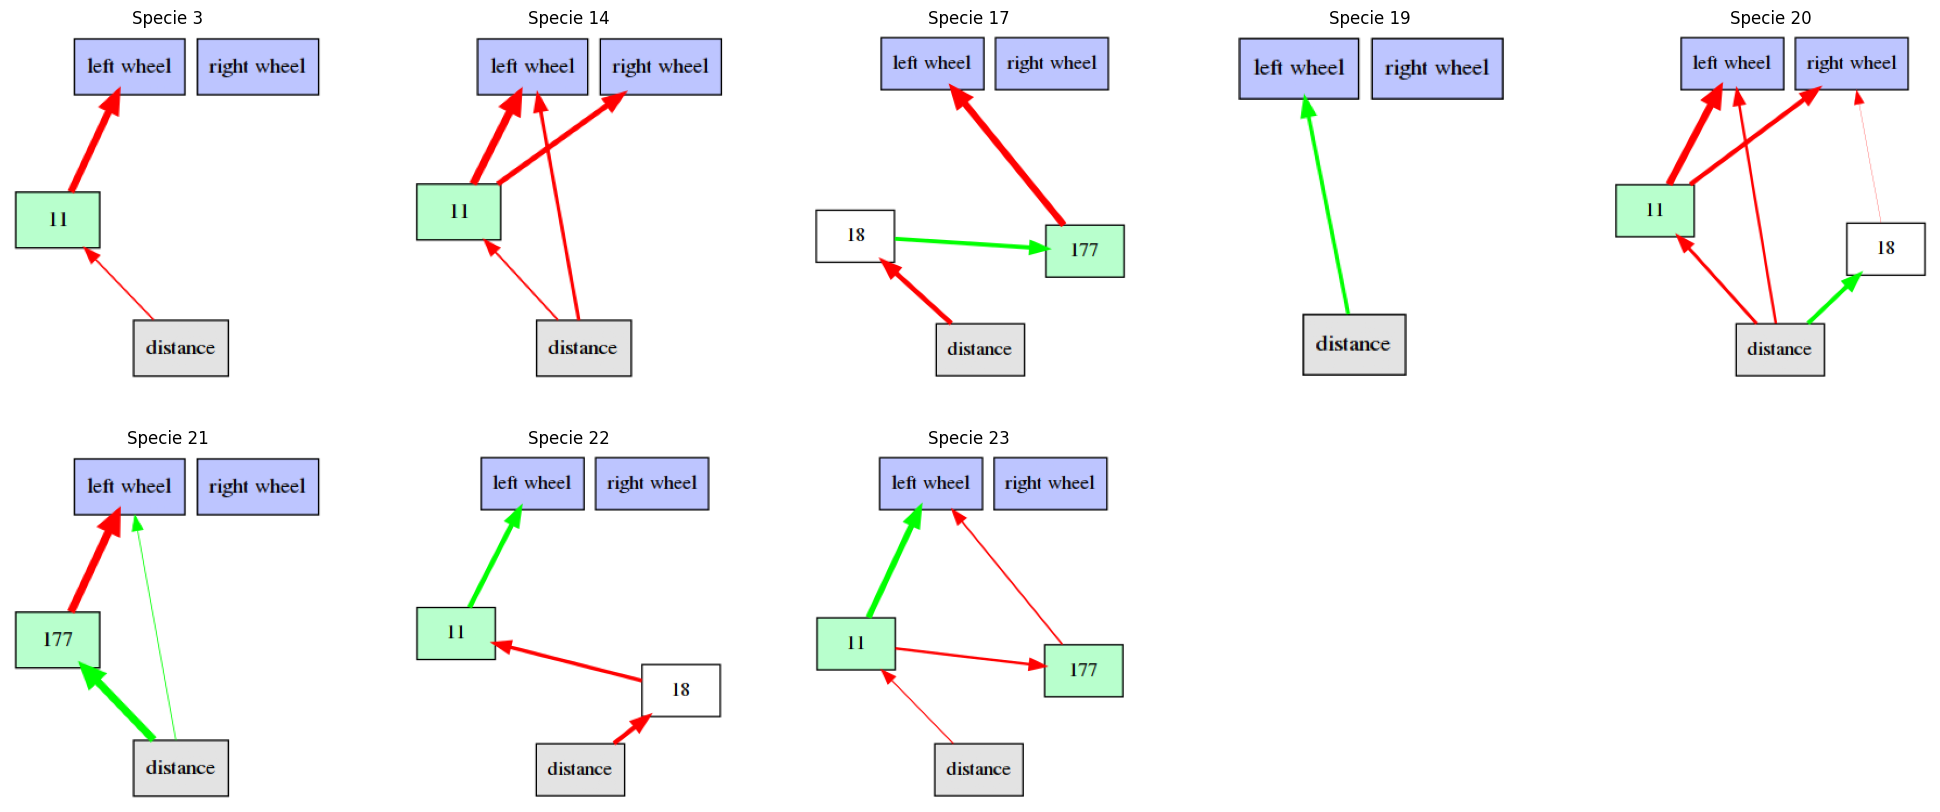 Specie 3
left wheel
right wheel
11
distance
Specie 14
left wheel
right wheel
11
distance
Specie 17
left wheel
right wheel
18
177
distance
Specie 19
left wheel
right wheel
distance
Specie 20
left wheel
right wheel
11
18
distance
Specie 21
left wheel
right wheel
177
distance
Specie 22
left wheel
right wheel
11
18
distance
Specie 23
left wheel
right wheel
11
177
distance